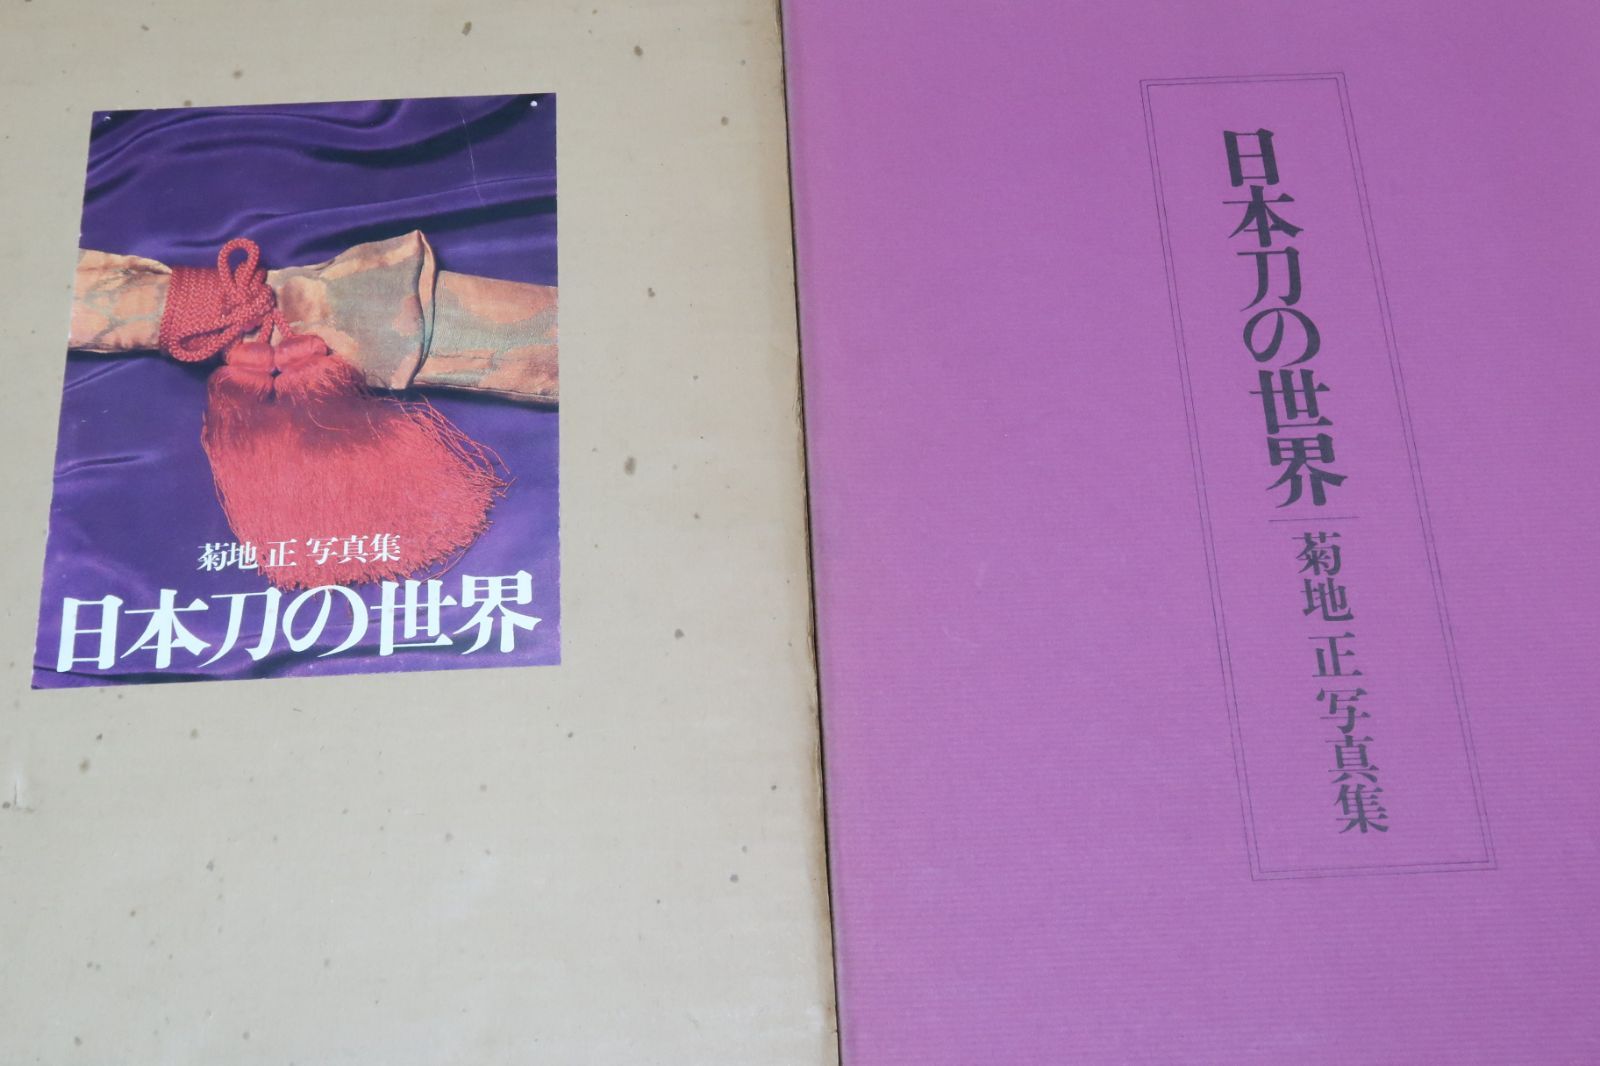 菊地 正 写真集
日本刀の世界
日本刀の世界
菊地 正 写真集